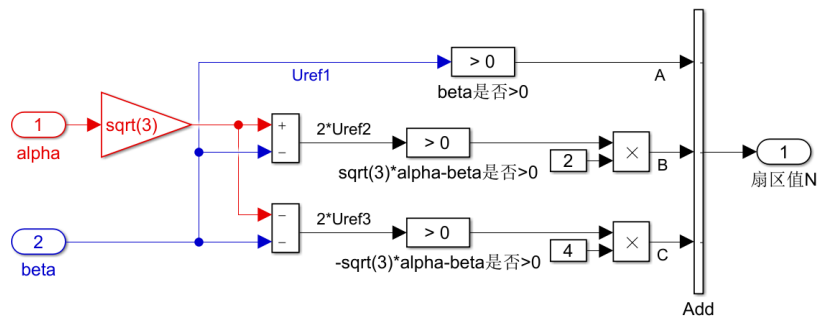 > 0
Uref1
A
beta是否>0
1
sqrt(3)
alpha
+
−
2*Uref2
> 0
2
×
B
sqrt(3)*alpha-beta是否>0
1
扇区值N
−
−
2*Uref3
> 0
4
×
C
-sqrt(3)*alpha-beta是否>0
2
beta
Add